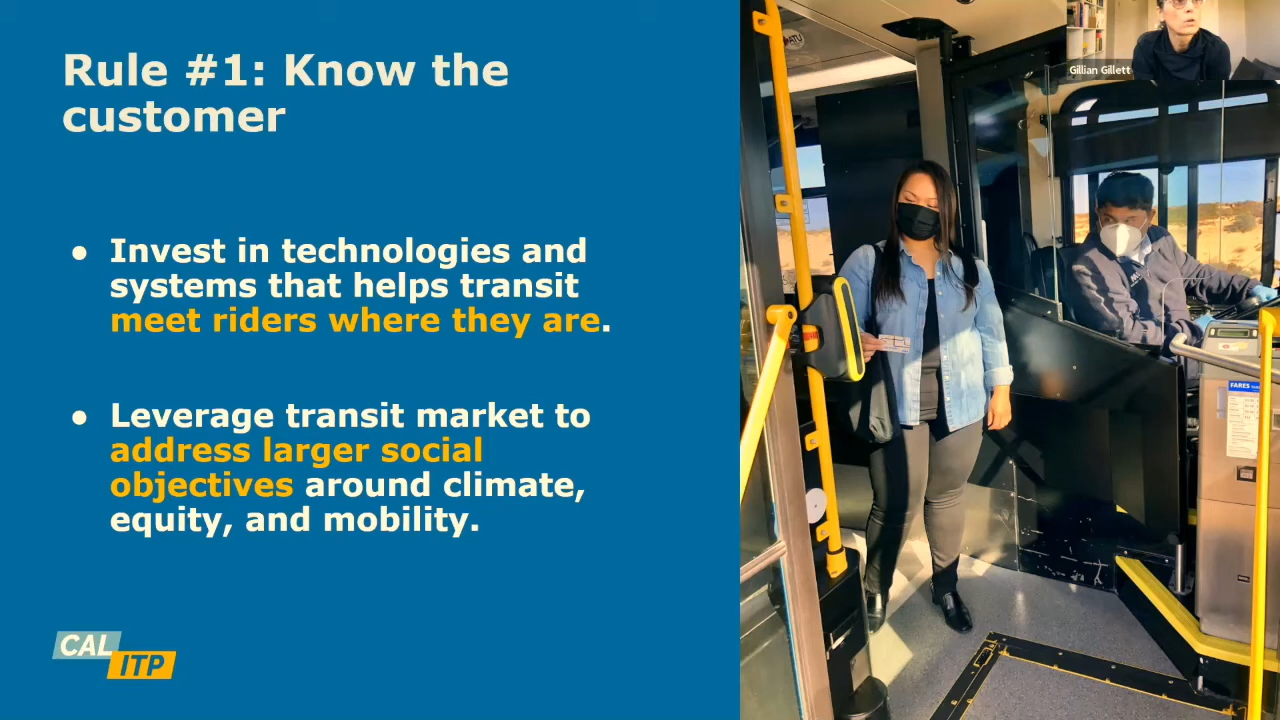 Rule #1: Know the
customer
● Invest in technologies and
systems that helps transit
meet riders where they are.
● Leverage transit market to
address larger social
objectives around climate,
equity, and mobility.
CAL
ITP
Gillian Gillett
FARES